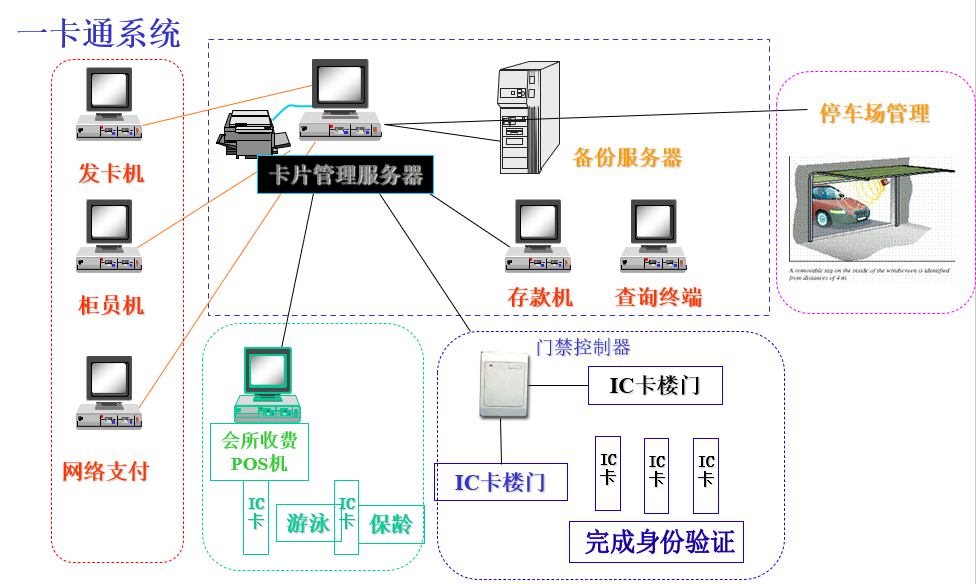 一卡通系统
发卡机
卡片管理服务器
备份服务器
停车场管理
A removable tag on the inside of the windscreen is identified
from distances of 4 m.
柜员机
存款机
查询终端
网络支付
会所收费
POS机
IC
卡
游泳
IC
卡
保龄
门禁控制器
IC卡楼门
IC卡楼门
IC
卡
IC
卡
IC
卡
完成身份验证